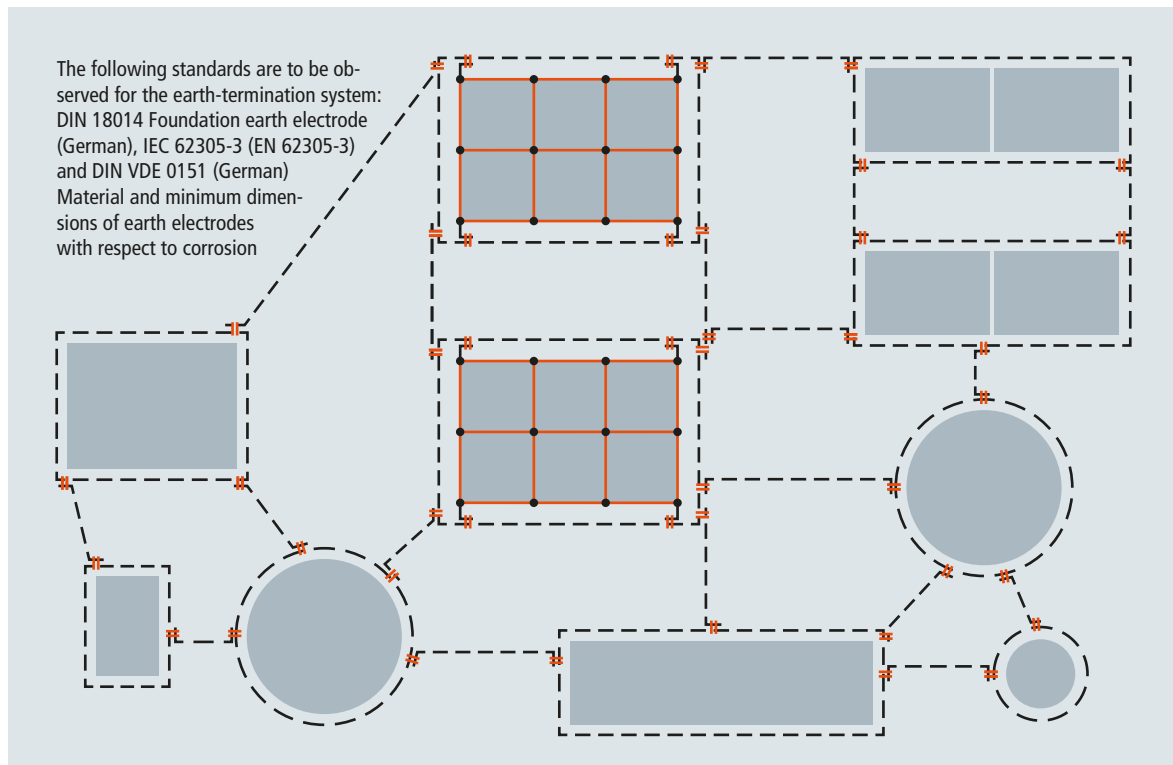 The following standards are to be ob-
served for the earth-termination system:
DIN 18014 Foundation earth electrode
(German), IEC 62305-3 (EN 62305-3)
and DIN VDE 0151 (German)
Material and minimum dimen-
sions of earth electrodes
with respect to corrosion